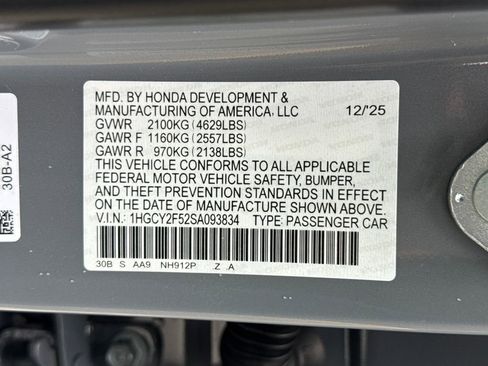 MFD. BY HONDA DEVELOPMENT &
MANUFACTURING OF AMERICA, LLC 12/'25
GVWR 2100KG (4629LBS)
GAWR F 1160KG (2557LBS)
GAWR R 970KG (2138LBS)
THIS VEHICLE CONFORMS TO ALL APPLICABLE
FEDERAL MOTOR VEHICLE SAFETY, BUMPER,
AND THEFT PREVENTION STANDARDS IN EFFECT
ON THE DATE OF MANUFACTURE SHOWN ABOVE.
V.I.N.: 1HGCY2F52SA093834 TYPE: PASSENGER CAR
30B S AA9 NH912P .Z .A
30B-A2